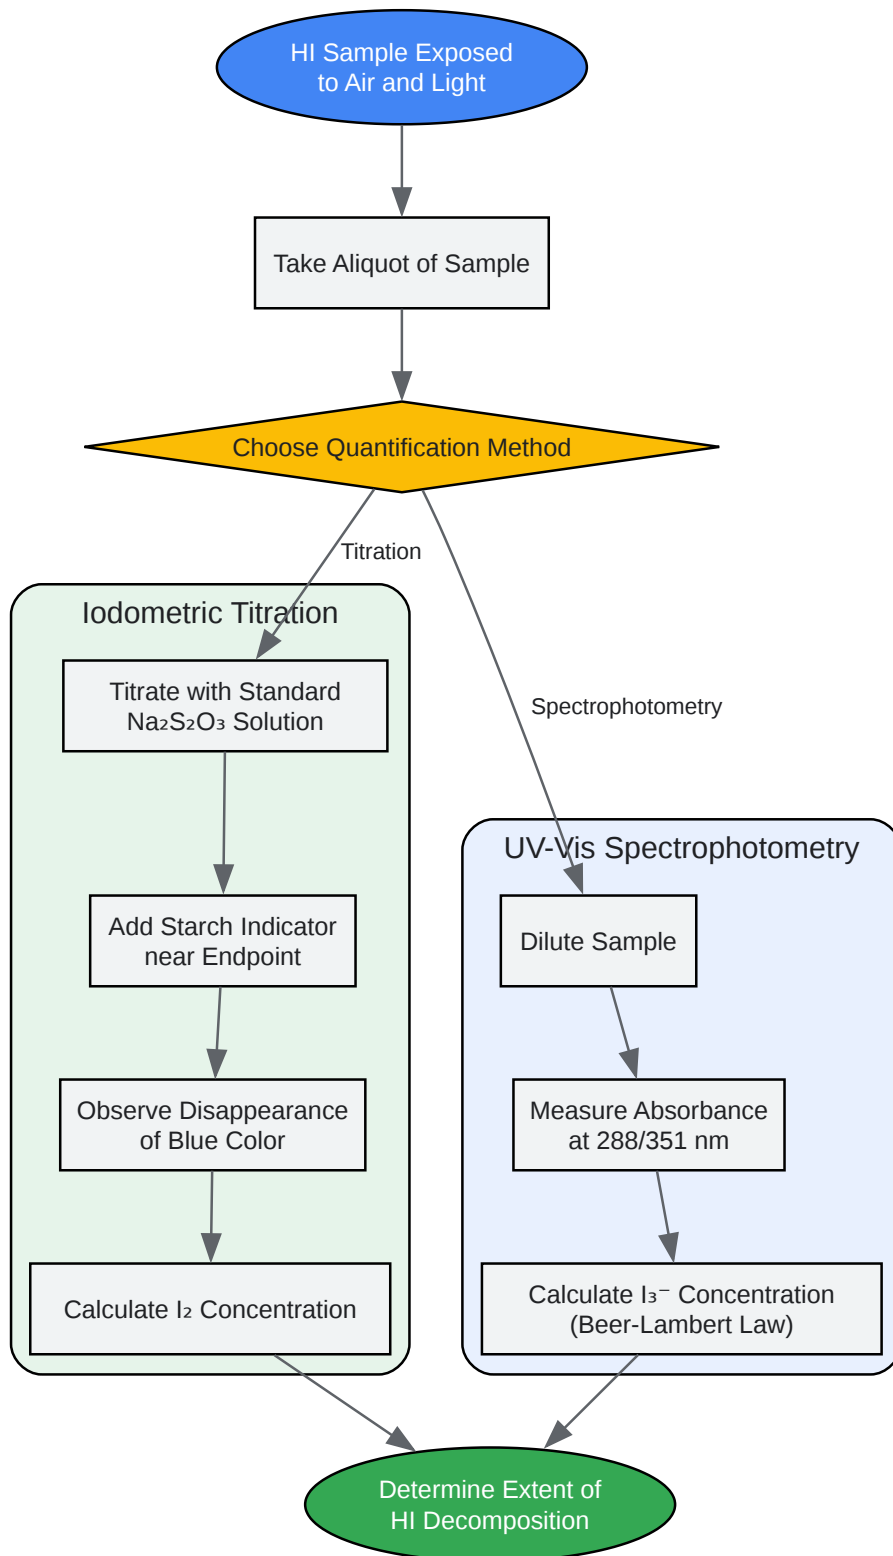 HI Sample Exposed
to Air and Light
Take Aliquot of Sample
Choose Quantification Method
Titration
Spectrophotometry
Iodometric Titration
Titrate with Standard
Na₂S₂O₃ Solution
Add Starch Indicator
near Endpoint
Observe Disappearance
of Blue Color
Calculate I₂ Concentration
UV-Vis Spectrophotometry
Dilute Sample
Measure Absorbance
at 288/351 nm
Calculate I₃⁻ Concentration
(Beer-Lambert Law)
Determine Extent of
HI Decomposition